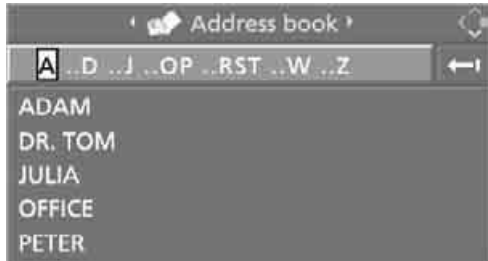 Address book
A ..D ..J ..OP ..RST ..W ..Z
ADAM
DR. TOM
JULIA
OFFICE
PETER